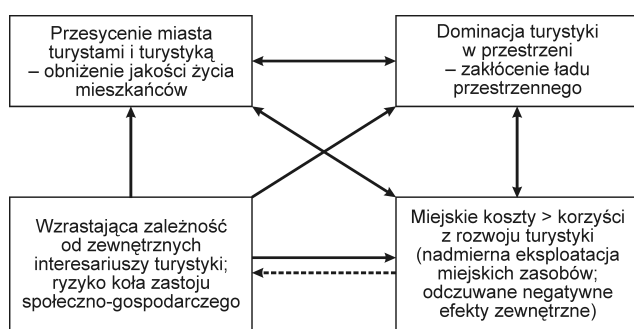 Przesycenie miasta
turystami i turystyką
– obniżenie jakości życia
mieszkańców
Dominacja turystyki
w przestrzeni
– zakłócenie ładu
przestrzennego
Wzrastająca zależność
od zewnętrznych
interesariuszy turystyki;
ryzyko koła zastoju
społeczno-gospodarczego
Miejskie koszty > korzyści
z rozwoju turystyki
(nadmierna eksploatacja
miejskich zasobów;
odczuwane negatywne
efekty zewnętrzne)